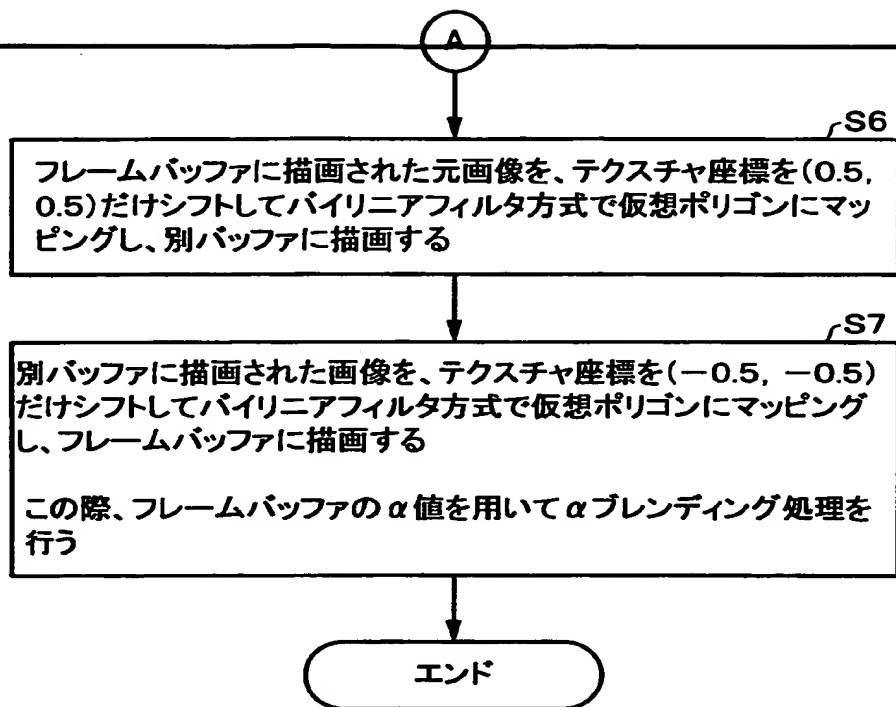 A
S6
フレームバッファに描画された元画像を、テクスチャ座標を(0.5,
0.5)だけシフトしてバイリニアフィルタ方式で仮想ポリゴンにマッ
ピングし、別バッファに描画する
S7
別バッファに描画された画像を、テクスチャ座標を(－0.5, －0.5)
だけシフトしてバイリニアフィルタ方式で仮想ポリゴンにマッピング
し、フレームバッファに描画する
この際、フレームバッファのα値を用いてαブレンディング処理を
行う
エンド